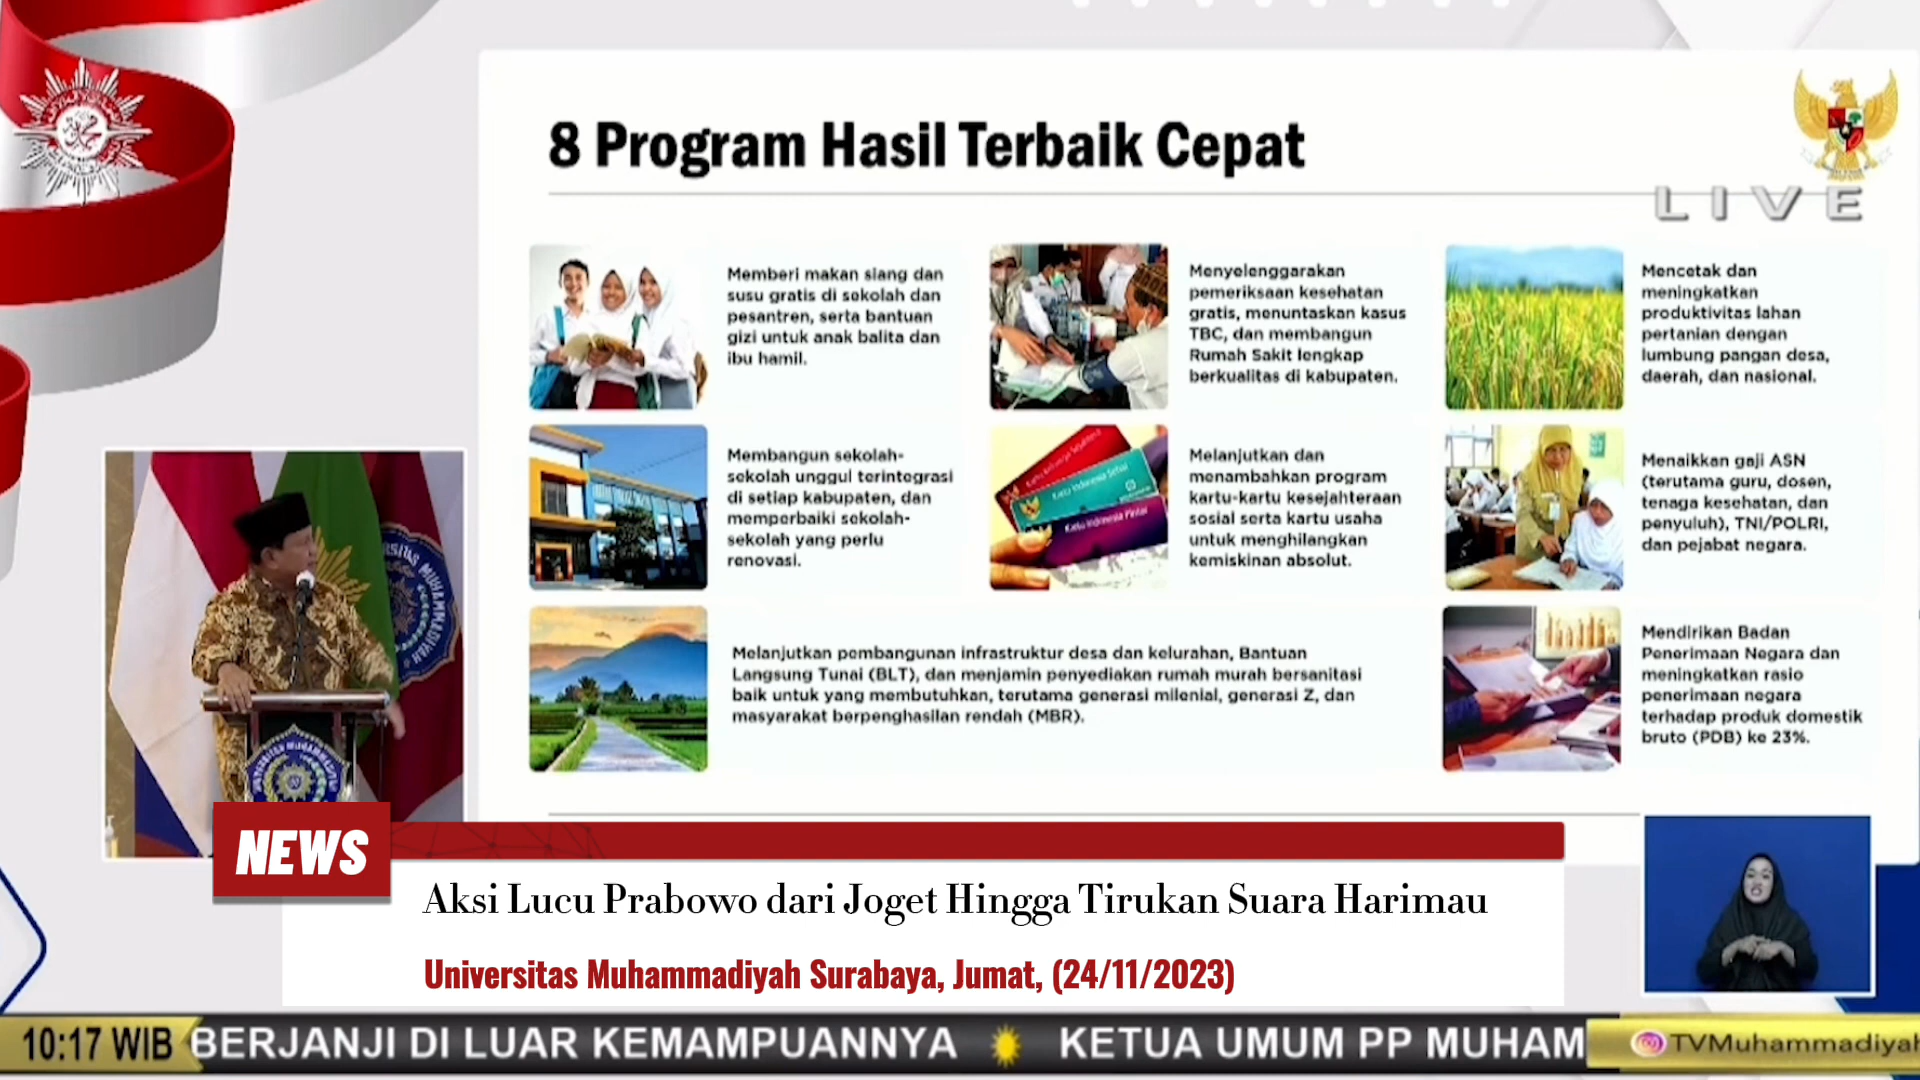 8 Program Hasil Terbaik Cepat
LIVE
Memberi makan siang dan
susu gratis di sekolah dan
pesantren, serta bantuan
gizi untuk anak balita dan
ibu hamil.
Menyelenggarakan
pemeriksaan kesehatan
gratis, menuntaskan kasus
TBC, dan membangun
Rumah Sakit lengkap
berkualitas di kabupaten.
Mencetak dan
meningkatkan
produktivitas lahan
pertanian dengan
lumbung pangan desa,
daerah, dan nasional.
Membangun sekolah-
sekolah unggul terintegrasi
di setiap kabupaten, dan
memperbaiki sekolah-
sekolah yang perlu
renovasi.
Kartu Indonesia Sehat
Kartu Indonesia Pintar
Melanjutkan dan
menambahkan program
kartu-kartu kesejahteraan
sosial serta kartu usaha
untuk menghilangkan
kemiskinan absolut.
Menaikkan gaji ASN
(terutama guru, dosen,
tenaga kesehatan, dan
penyuluh), TNI/POLRI,
dan pejabat negara.
Melanjutkan pembangunan infrastruktur desa dan kelurahan, Bantuan
Langsung Tunai (BLT), dan menjamin penyediakan rumah murah bersanitasi
baik untuk yang membutuhkan, terutama generasi milenial, generasi Z, dan
masyarakat berpenghasilan rendah (MBR).
Mendirikan Badan
Penerimaan Negara dan
meningkatkan rasio
penerimaan negara
terhadap produk domestik
bruto (PDB) ke 23%.
NEWS
Aksi Lucu Prabowo dari Joget Hingga Tirukan Suara Harimau
Universitas Muhammadiyah Surabaya, Jumat, (24/11/2023)
10:17 WIB
BERJANJI DI LUAR KEMAMPUANNYA
KETUA UMUM PP MUHAM
TVMuhammadiyah